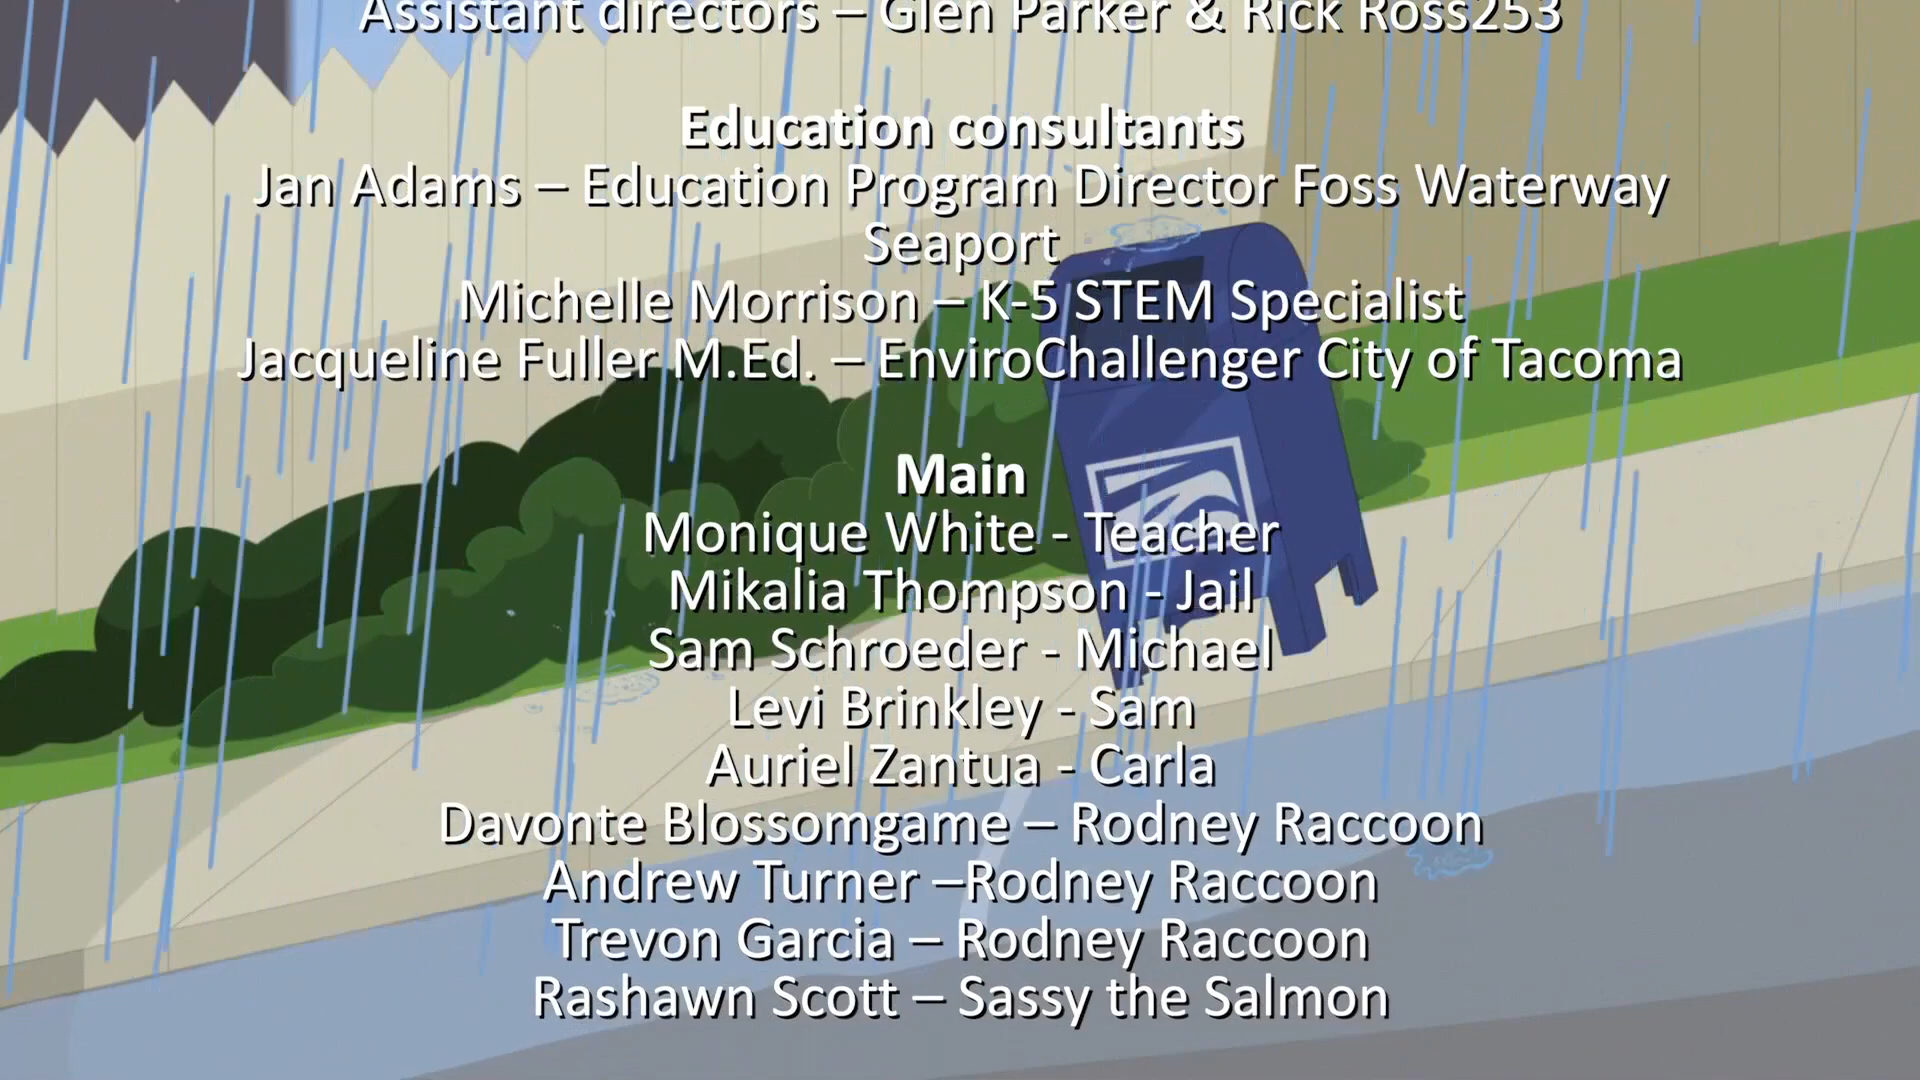 Assistant directors – Glen Parker & Rick Ross253
Education consultants
Jan Adams – Education Program Director Foss Waterway
Seaport
Michelle Morrison – K-5 STEM Specialist
Jacqueline Fuller M.Ed. – EnviroChallenger City of Tacoma
Main
Monique White - Teacher
Mikalia Thompson - Jail
Sam Schroeder - Michael
Levi Brinkley - Sam
Auriel Zantua - Carla
Davonte Blossomgame – Rodney Raccoon
Andrew Turner –Rodney Raccoon
Trevon Garcia – Rodney Raccoon
Rashawn Scott – Sassy the Salmon